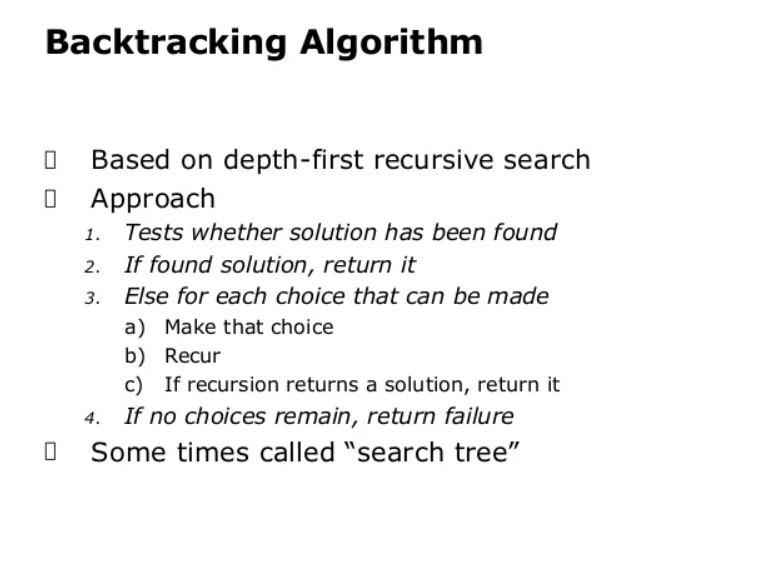 Backtracking Algorithm
▯ Based on depth-first recursive search
▯ Approach
1. Tests whether solution has been found
2. If found solution, return it
3. Else for each choice that can be made
a) Make that choice
b) Recur
c) If recursion returns a solution, return it
4. If no choices remain, return failure
▯ Some times called “search tree”